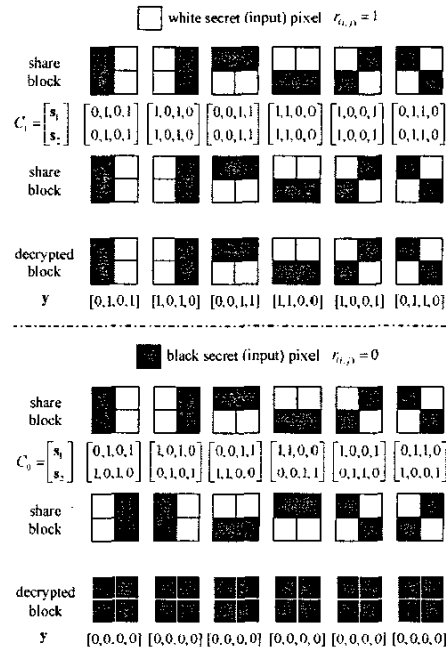 white secret (input) pixel r(i,j) = 1
share
block
C1 = [s1 s2] [0,1,0,1 0,1,0,1] [1,0,1,0 1,0,1,0] [0,0,1,1 0,0,1,1] [1,1,0,0 1,1,0,0] [1,0,0,1 1,0,0,1] [0,1,1,0 0,1,1,0]
share
block
decrypted
block
y [0,1,0,1] [1,0,1,0] [0,0,1,1] [1,1,0,0] [1,0,0,1] [0,1,1,0]
black secret (input) pixel r(i,j) = 0
share
block
C0 = [s1 s2] [0,1,0,1 1,0,1,0] [1,0,1,0 0,1,0,1] [0,0,1,1 1,1,0,0] [1,1,0,0 0,0,1,1] [1,0,0,1 0,1,1,0] [0,1,1,0 1,0,0,1]
share
block
decrypted
block
y [0,0,0,0] [0,0,0,0] [0,0,0,0] [0,0,0,0] [0,0,0,0] [0,0,0,0]